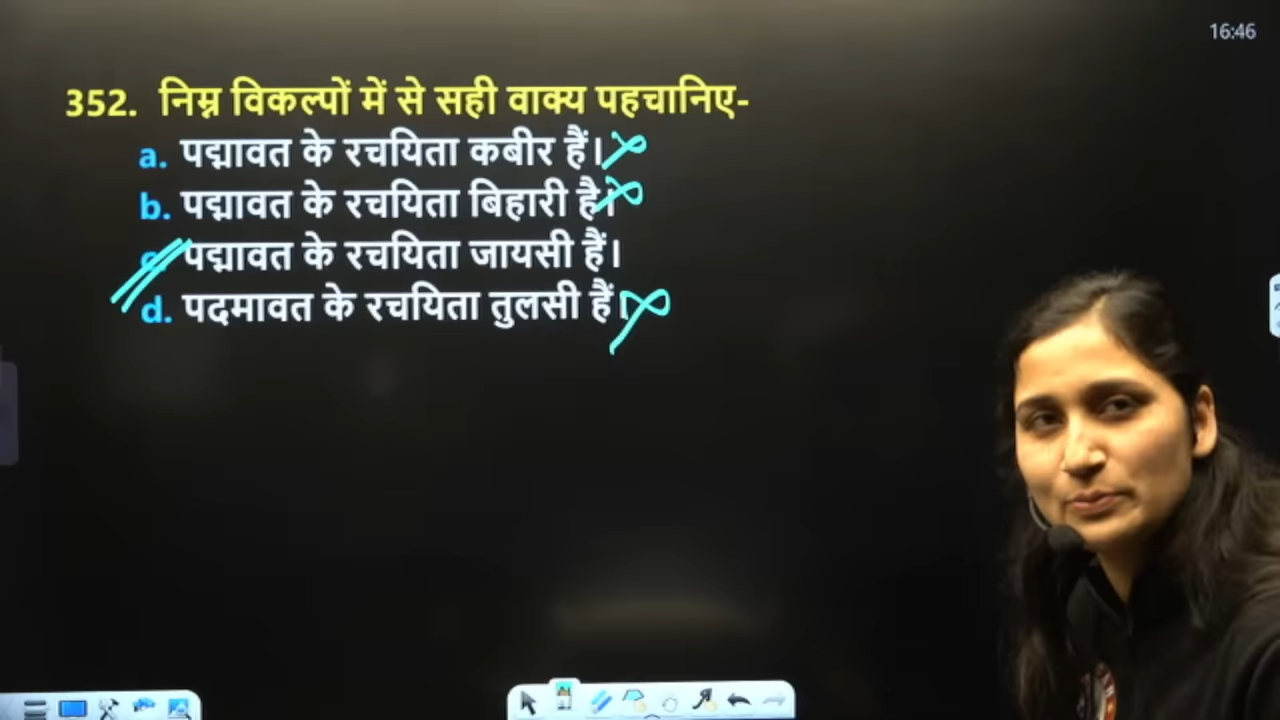 16:46
352. निम्न विकल्पों में से सही वाक्य पहचानिए-
a. पद्मावत के रचयिता कबीर हैं।
b. पद्मावत के रचयिता बिहारी है।
c. पद्मावत के रचयिता जायसी हैं।
d. पदमावत के रचयिता तुलसी हैं।